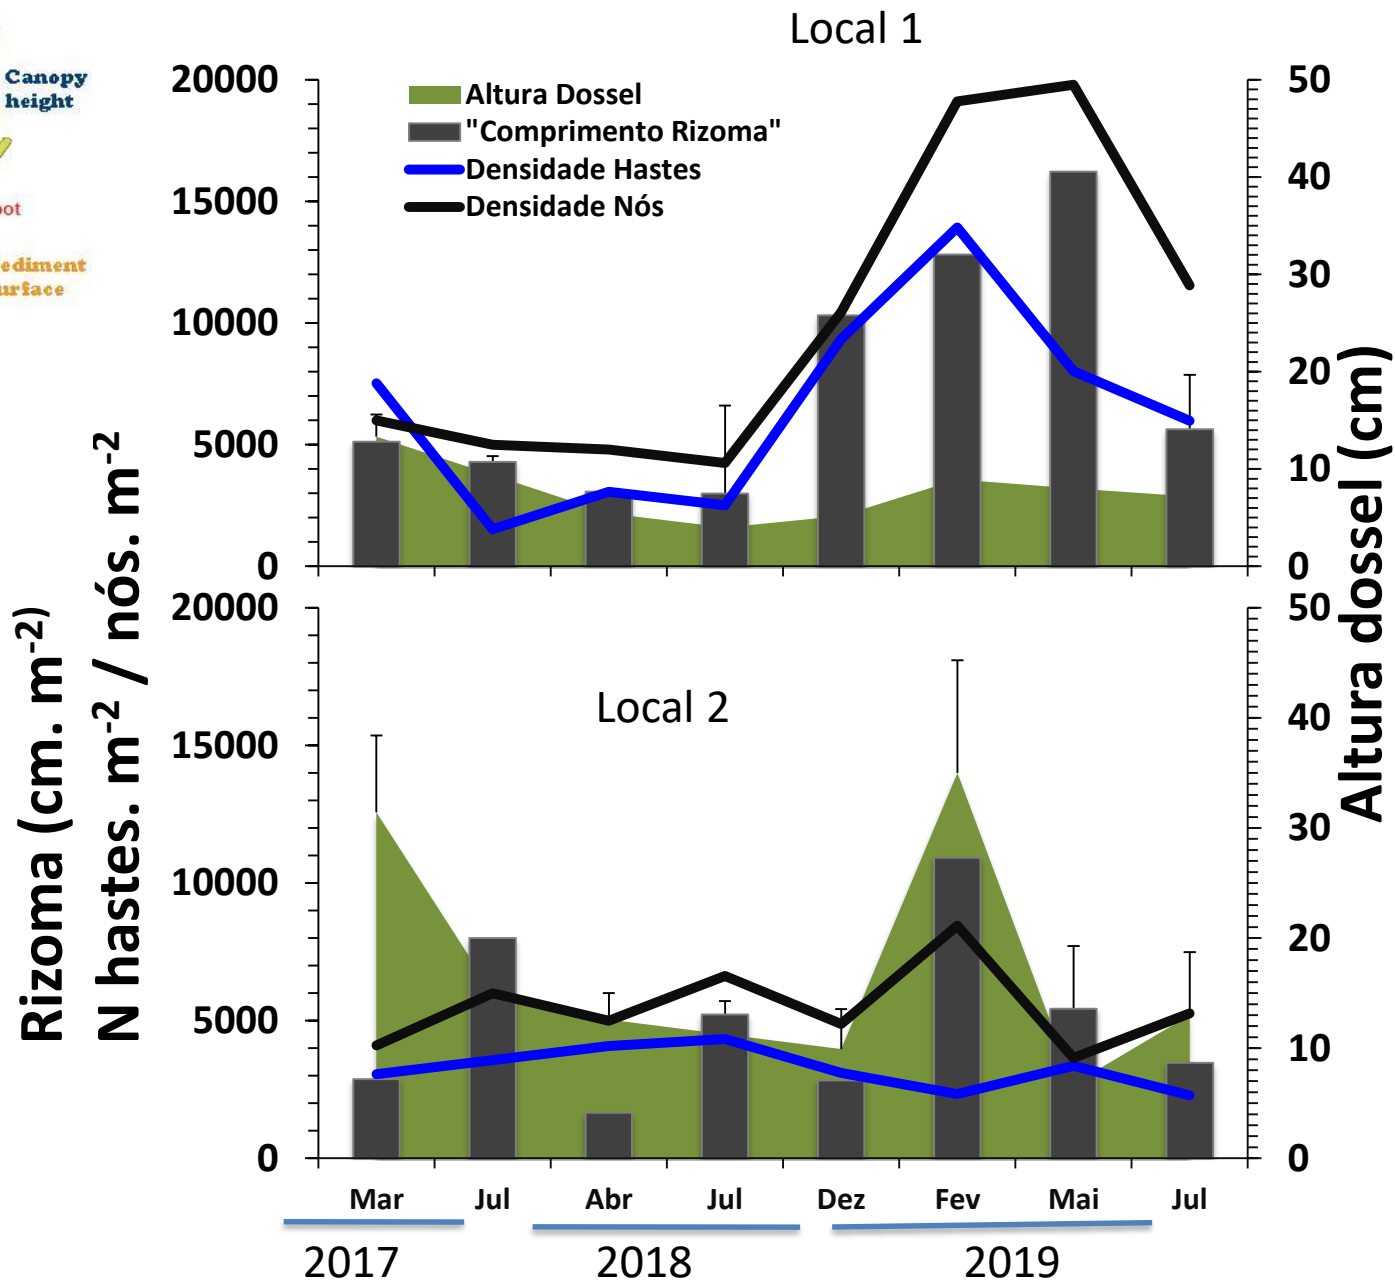 Local 1
Canopy
height
Altura Dossel
"Comprimento Rizoma"
Densidade Hastes
Densidade Nós
20000
15000
10000
5000
0
50
40
30
20
10
0
Rizoma (cm. m-2)
N hastes. m-2 / nós. m-2
Altura dossel (cm)
Local 2
20000
15000
10000
5000
0
50
40
30
20
10
0
Mar Jul Abr Jul Dez Fev Mai Jul
2017 2018 2019